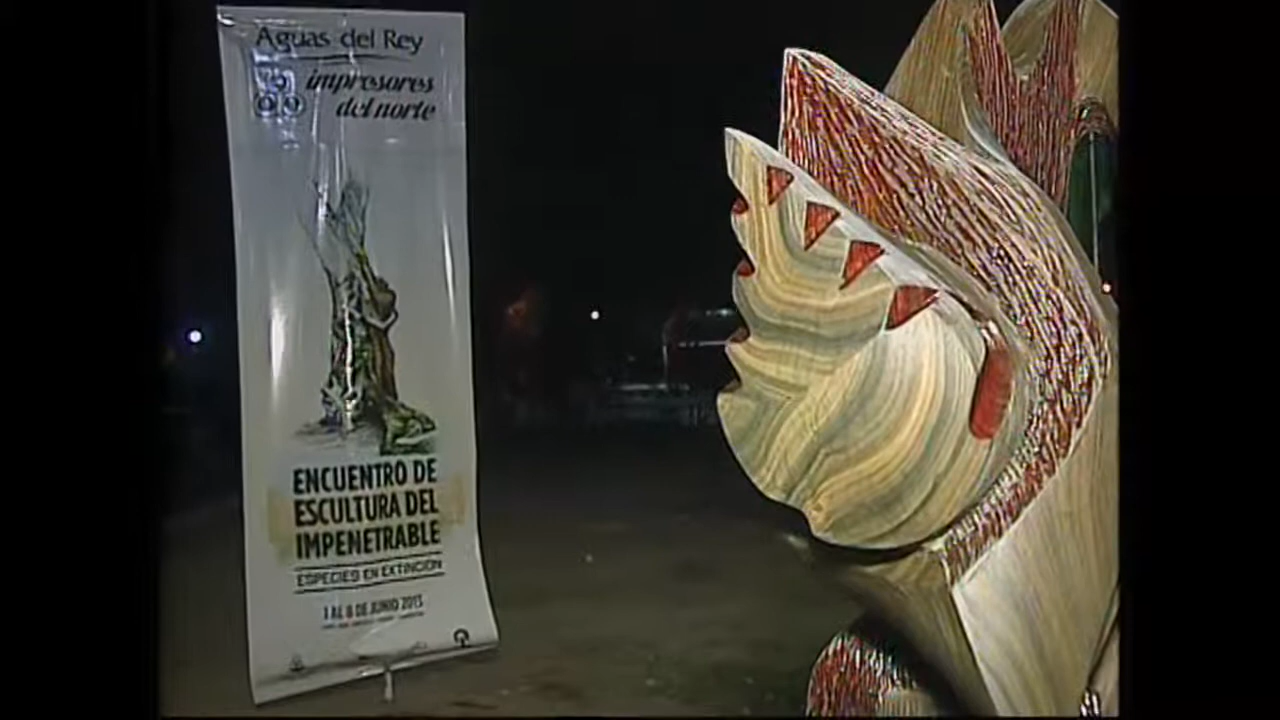 Aguas del Rey
impresores
del norte
ENCUENTRO DE
ESCULTURA DEL
IMPENETRABLE
ESPECIES EN EXTINCIÓN
1 AL 8 DE JUNIO 2013